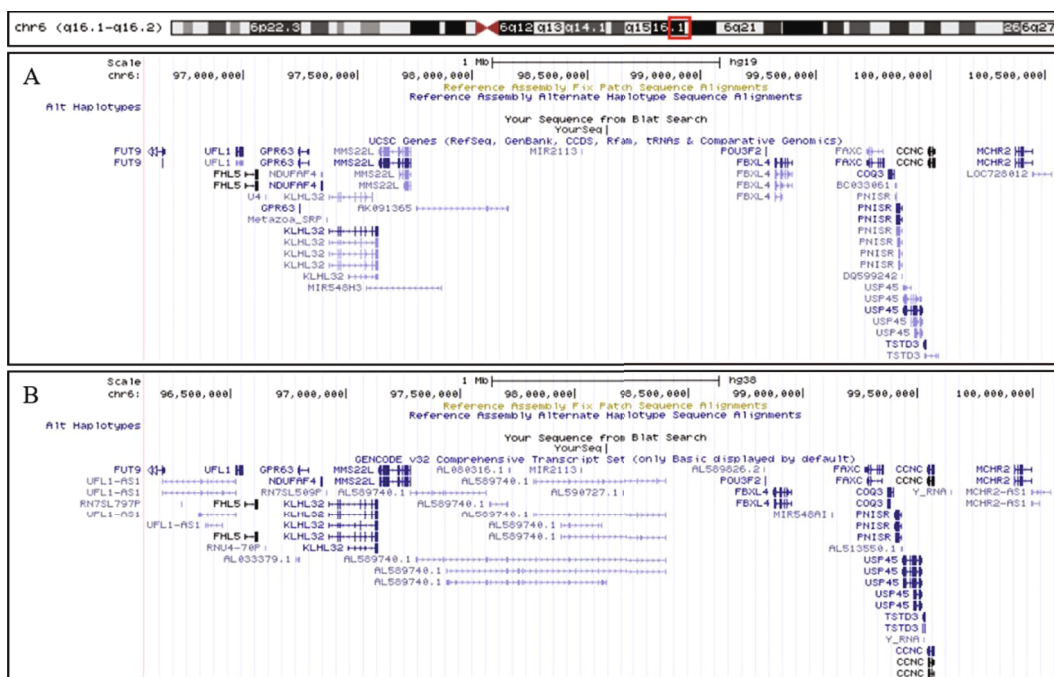 chr6 (q16.1-q16.2) 6p22.3 6q12 q13 q14.1 q15 16.1 6q21 26 6q27
A
Scale 1 Mb hg19
chr6: 97,000,000 97,500,000 98,000,000 98,500,000 99,000,000 99,500,000 100,000,000 100,500,000
Reference Assembly Fix Patch Sequence Alignments
Reference Assembly Alternate Haplotype Sequence Alignments
Alt Haplotypes
Your Sequence from Blat Search
YourSeq
UCSC Genes (RefSeq, GenBank, CCDS, Rfam, tRNAs & Comparative Genomics)
FUT9 UFL1 GPR63 MMS22L MIR2113 POU3F2 FAXC CCNC MCHR2
FUT9 UFL1 GPR63 MMS22L FBXL4 FAXC CCNC MCHR2
FHL5 NDUFAF4 MMS22L FBXL4 COQ3 LOC728012
FHL5 NDUFAF4 MMS22L FBXL4 BC033061
U4 KLHL32 FBXL4 PNISR
GPR63 AK091365 PNISR
Metazoa_SRP PNISR
KLHL32 PNISR
KLHL32 PNISR
KLHL32 PNISR
KLHL32 PNISR
KLHL32 DQ599242
MIR548H3 USP45
USP45
USP45
USP45
USP45
TSTD3
TSTD3
B
Scale 1 Mb hg38
chr6: 96,500,000 97,000,000 97,500,000 98,000,000 98,500,000 99,000,000 99,500,000 100,000,000
Reference Assembly Fix Patch Sequence Alignments
Reference Assembly Alternate Haplotype Sequence Alignments
Alt Haplotypes
Your Sequence from Blat Search
YourSeq
GENCODE v32 Comprehensive Transcript Set (only Basic displayed by default)
FUT9 UFL1 GPR63 MMS22L AL080316.1 MIR2113 AL589826.2 FAXC CCNC MCHR2
UFL1-AS1 NDUFAF4 MMS22L AL589740.1 POU3F2 FAXC CCNC MCHR2
UFL1-AS1 RN7SL509P AL589740.1 AL590727.1 FBXL4 COQ3 Y_RNA MCHR2-AS1
RN7SL797P FHL5 KLHL32 AL589740.1 FBXL4 COQ3 MCHR2-AS1
UFL1-AS1 KLHL32 AL589740.1 MIR548AI PNISR
UFL1-AS1 KLHL32 AL589740.1 PNISR
FHL5 KLHL32 AL589740.1 PNISR
RNU4-70P KLHL32 AL513550.1
AL033379.1 AL589740.1 USP45
AL589740.1 USP45
AL589740.1 USP45
USP45
USP45
TSTD3
TSTD3
Y_RNA
CCNC
CCNC
CCNC